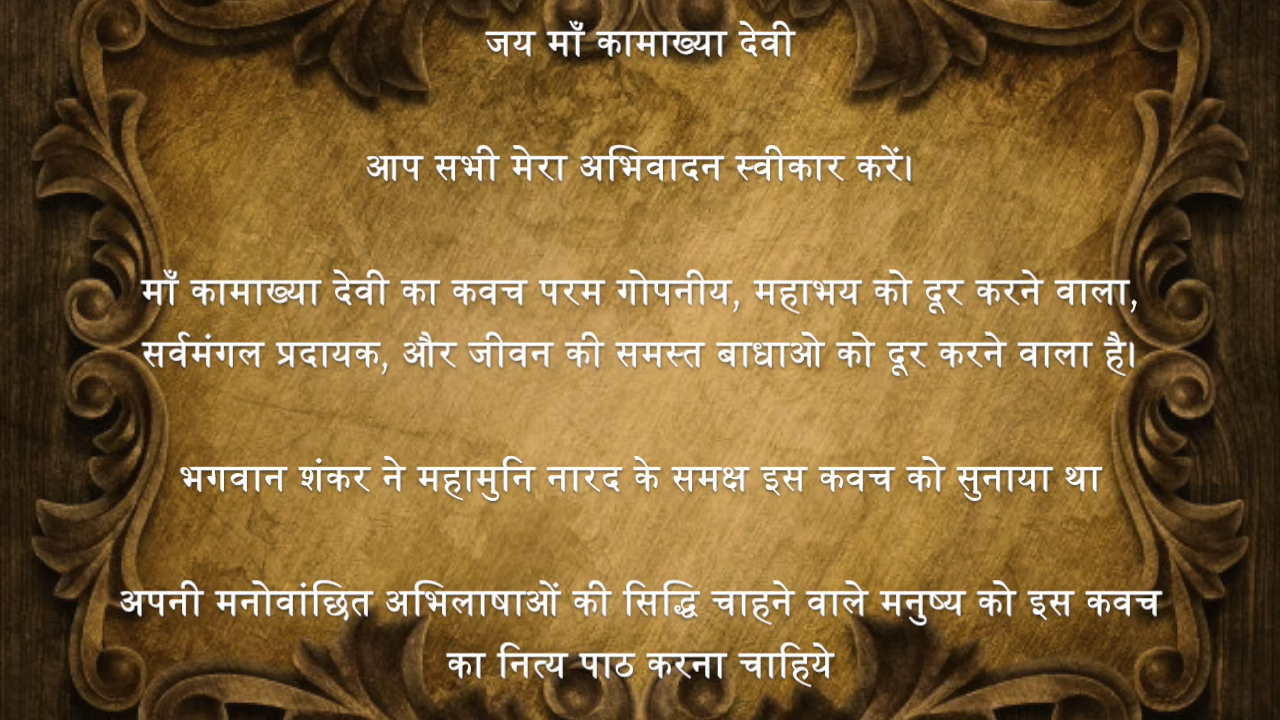 जय माँ कामाख्या देवी
आप सभी मेरा अभिवादन स्वीकार करें।
माँ कामाख्या देवी का कवच परम गोपनीय, महाभय को दूर करने वाला,
सर्वमंगल प्रदायक, और जीवन की समस्त बाधाओ को दूर करने वाला है।
भगवान शंकर ने महामुनि नारद के समक्ष इस कवच को सुनाया था
अपनी मनोवांछित अभिलाषाओं की सिद्धि चाहने वाले मनुष्य को इस कवच
का नित्य पाठ करना चाहिये